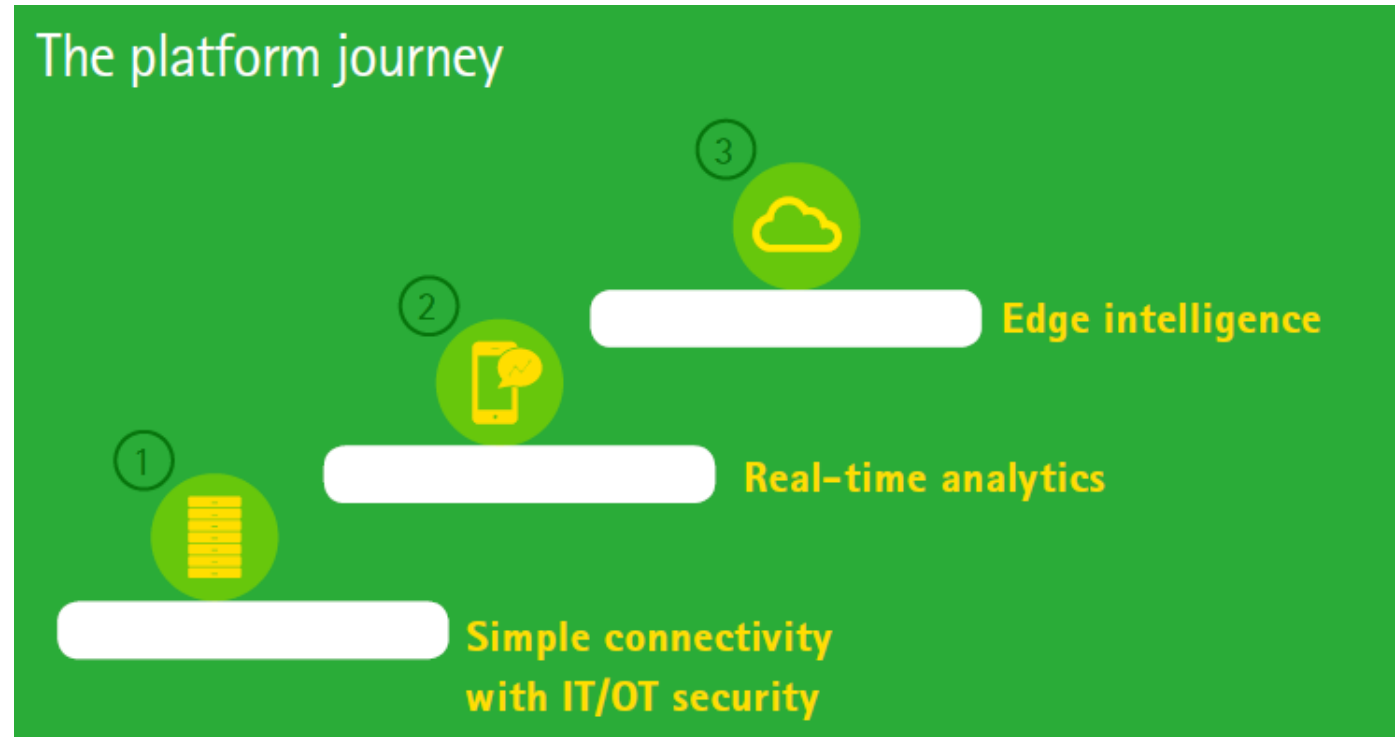 The platform journey
3
Edge intelligence
2
Real-time analytics
1
Simple connectivity
with IT/OT security